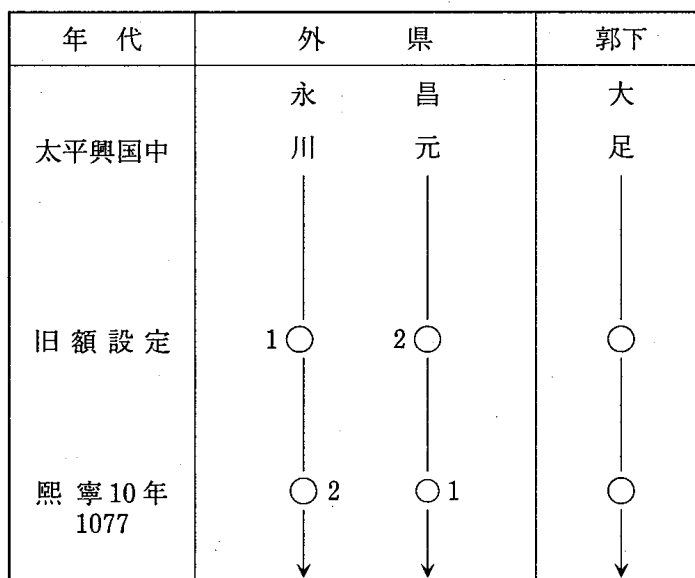 年代 外県 郭下
永川 昌元 大足
太平興国中
旧額設定 1○ 2○ ○
熙寧10年 ○2 ○1 ○
1077